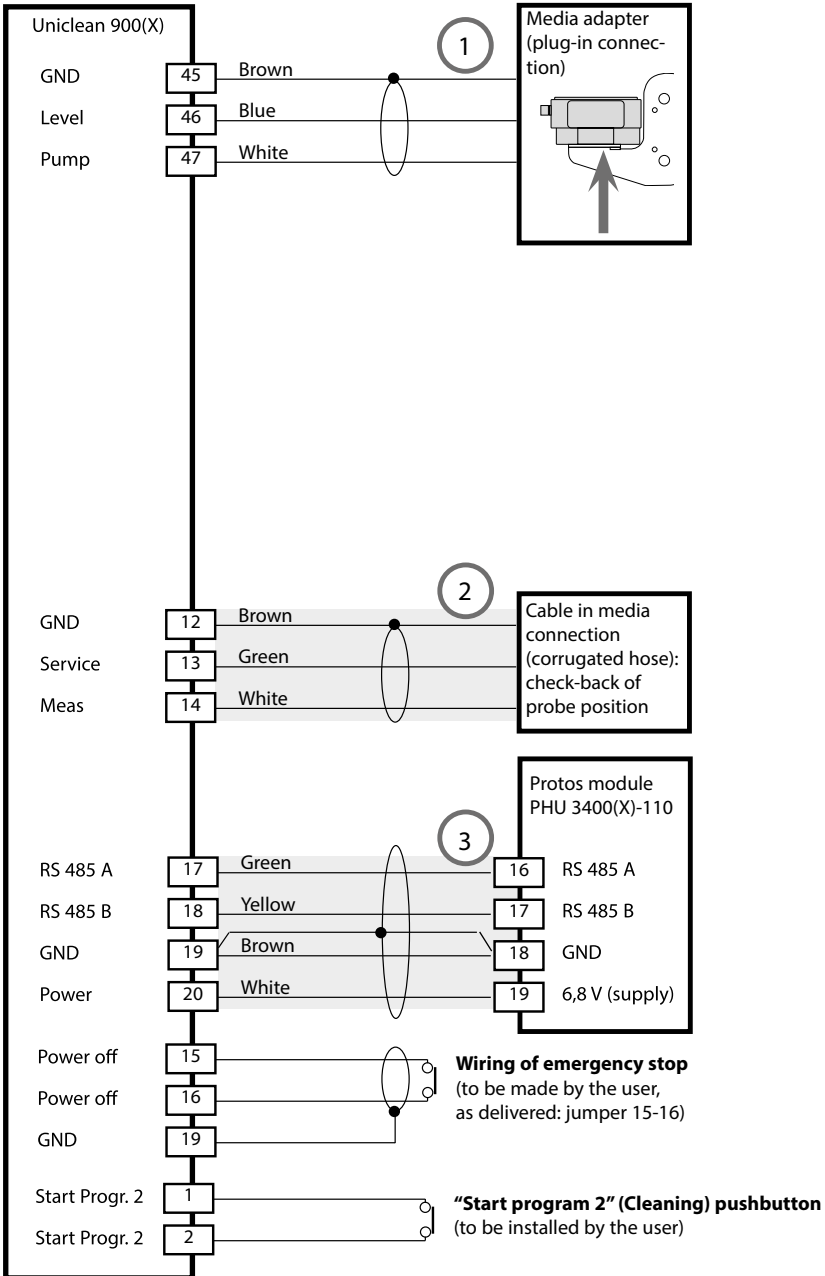 Uniclean 900(X)
1
Media adapter
(plug-in connec-
tion)
GND 45 Brown
Level 46 Blue
Pump 47 White
2
Cable in media
connection
(corrugated hose):
check-back of
probe position
GND 12 Brown
Service 13 Green
Meas 14 White
Protos module
PHU 3400(X)-110
3
RS 485 A 17 Green 16 RS 485 A
RS 485 B 18 Yellow 17 RS 485 B
GND 19 Brown 18 GND
Power 20 White 19 6,8 V (supply)
Power off 15
Power off 16
GND 19
Wiring of emergency stop
(to be made by the user,
as delivered: jumper 15-16)
Start Progr. 2 1
Start Progr. 2 2
“Start program 2” (Cleaning) pushbutton
(to be installed by the user)